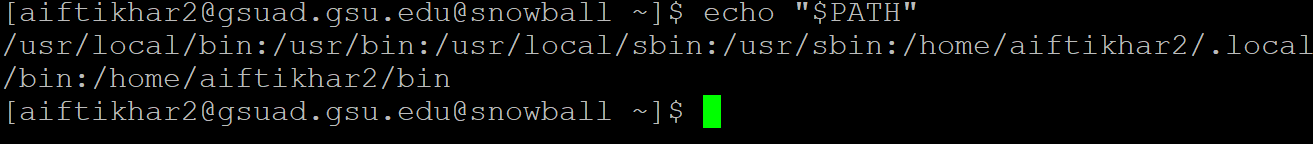 [aiftikhar2@gsuad.gsu.edu@snowball ~]$ echo "$PATH"
/usr/local/bin:/usr/bin:/usr/local/sbin:/usr/sbin:/home/aiftikhar2/.local
/bin:/home/aiftikhar2/bin
[aiftikhar2@gsuad.gsu.edu@snowball ~]$